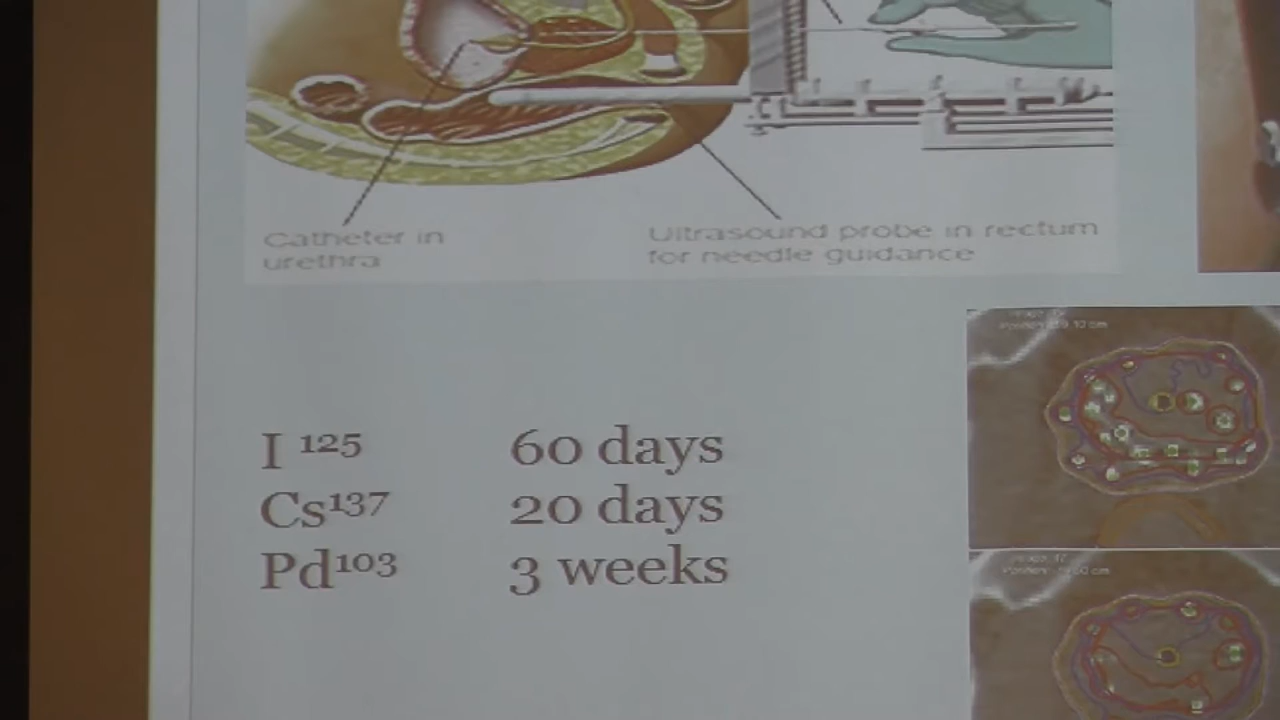 Catheter in
urethra
Ultrasound probe in rectum
for needle guidance
I ¹²⁵ 60 days
Cs¹³⁷ 20 days
Pd¹⁰³ 3 weeks